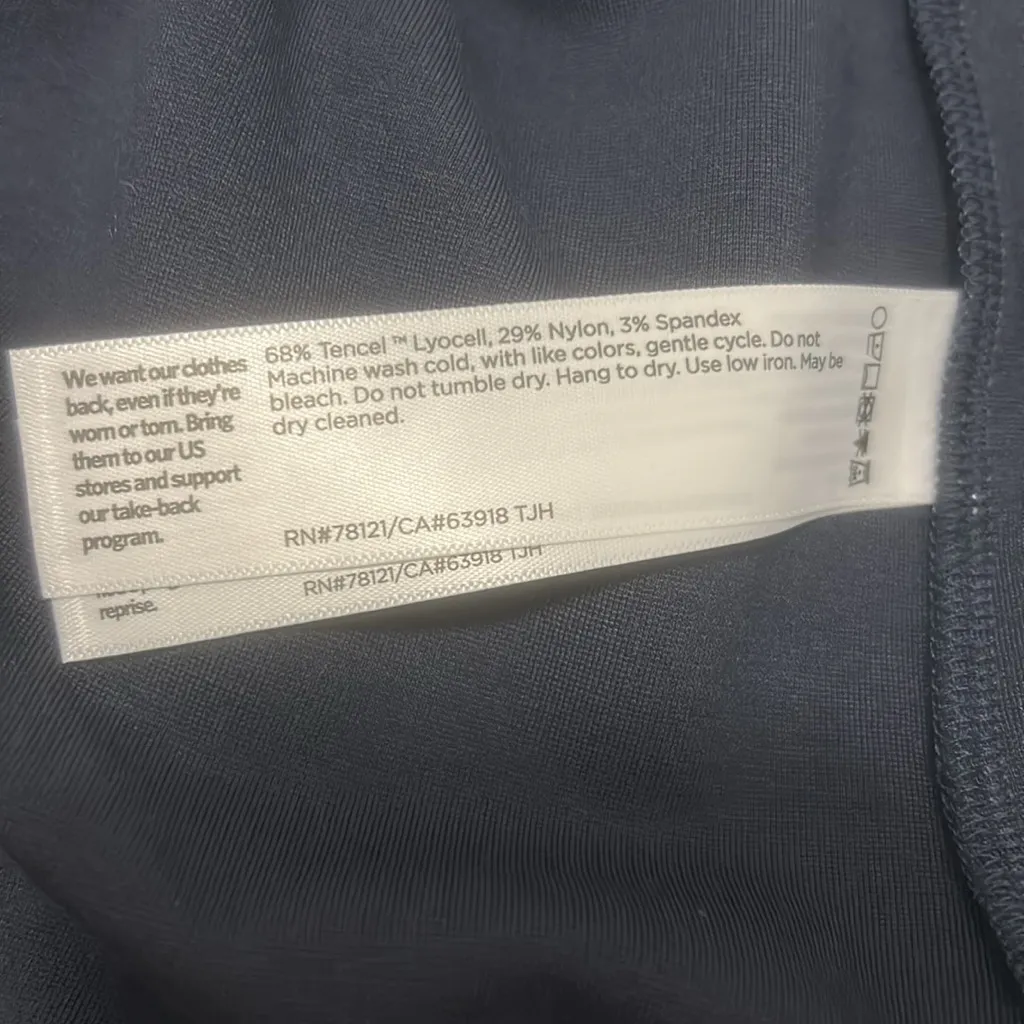 We want our clothes
back, even if they're
worn or torn. Bring
them to our US
stores and support
our take-back
program.
68% Tencel™ Lyocell, 29% Nylon, 3% Spandex
Machine wash cold, with like colors, gentle cycle. Do not
bleach. Do not tumble dry. Hang to dry. Use low iron. May be
dry cleaned.
RN#78121/CA#63918 TJH
reprise.
RN#78121/CA#63918 TJH